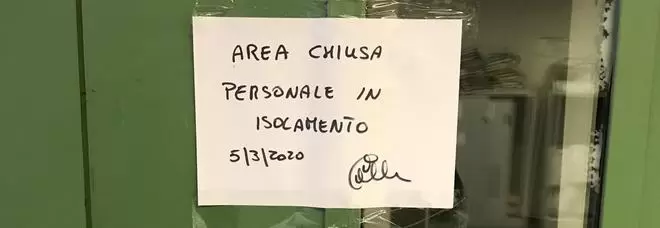 AREA CHIUSA
PERSONALE IN
ISOLAMENTO
5/3/2020